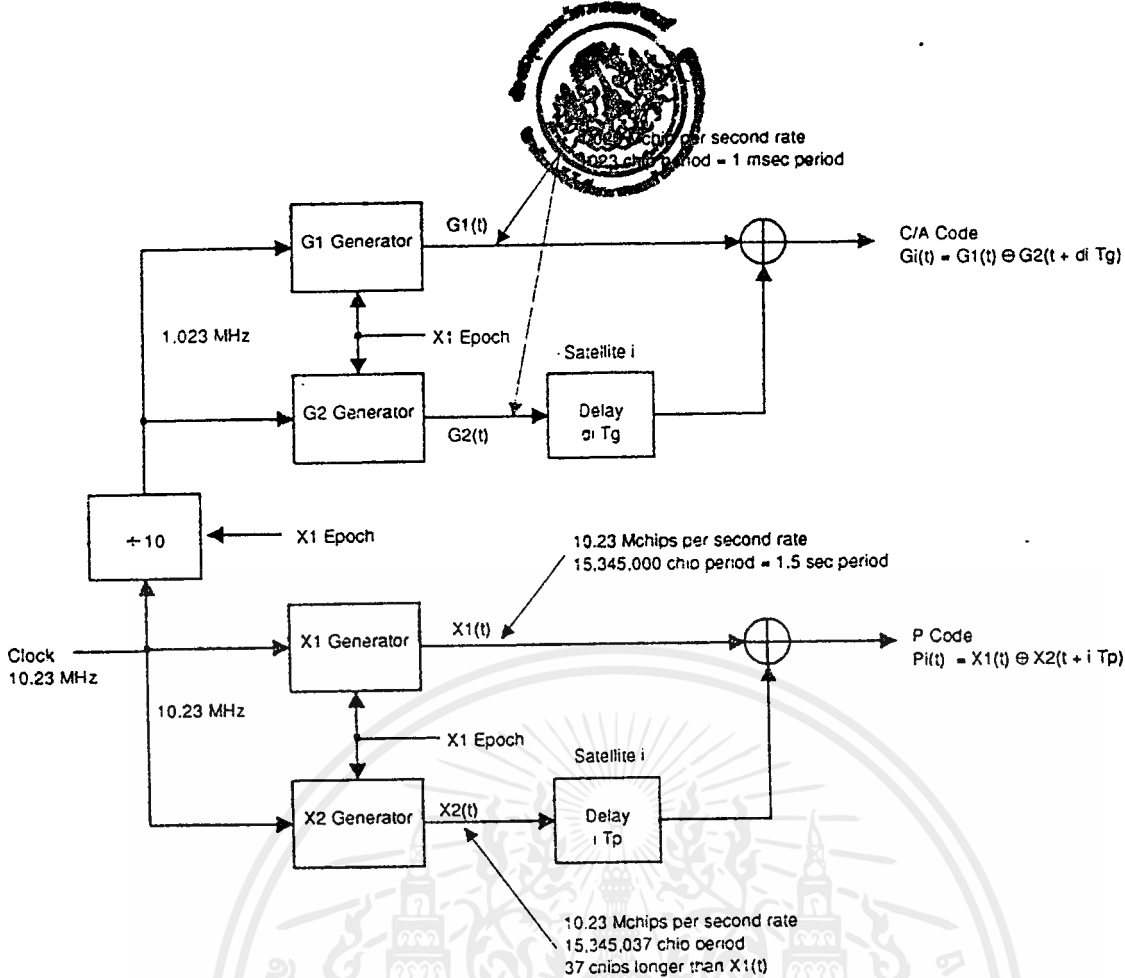 Mchip per second rate
1023 chip period = 1 msec period
G1 Generator
G1(t)
C/A Code
Gi(t) = G1(t) ⊕ G2(t + di Tg)
1.023 MHz
X1 Epoch
Satellite i
G2 Generator
G2(t)
Delay
di Tg
÷10
X1 Epoch
10.23 Mchips per second rate
15,345,000 chip period = 1.5 sec period
Clock
10.23 MHz
X1 Generator
X1(t)
P Code
Pi(t) = X1(t) ⊕ X2(t + i Tp)
10.23 MHz
X1 Epoch
Satellite i
X2 Generator
X2(t)
Delay
i Tp
10.23 Mchips per second rate
15,345,037 chip period
37 chips longer than X1(t)